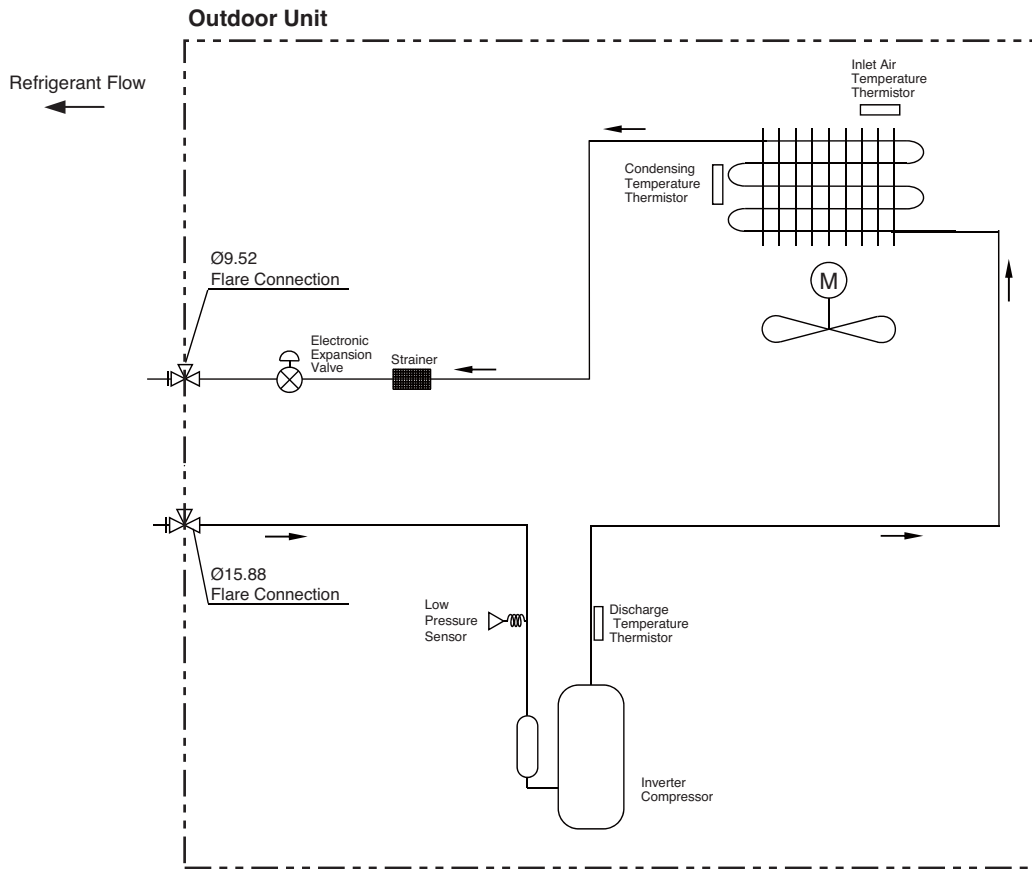 Outdoor Unit
Refrigerant Flow
Inlet Air
Temperature
Thermistor
Condensing
Temperature
Thermistor
M
Ø9.52
Flare Connection
Electronic
Expansion
Valve
Strainer
Ø15.88
Flare Connection
Low
Pressure
Sensor
Discharge
Temperature
Thermistor
Inverter
Compressor